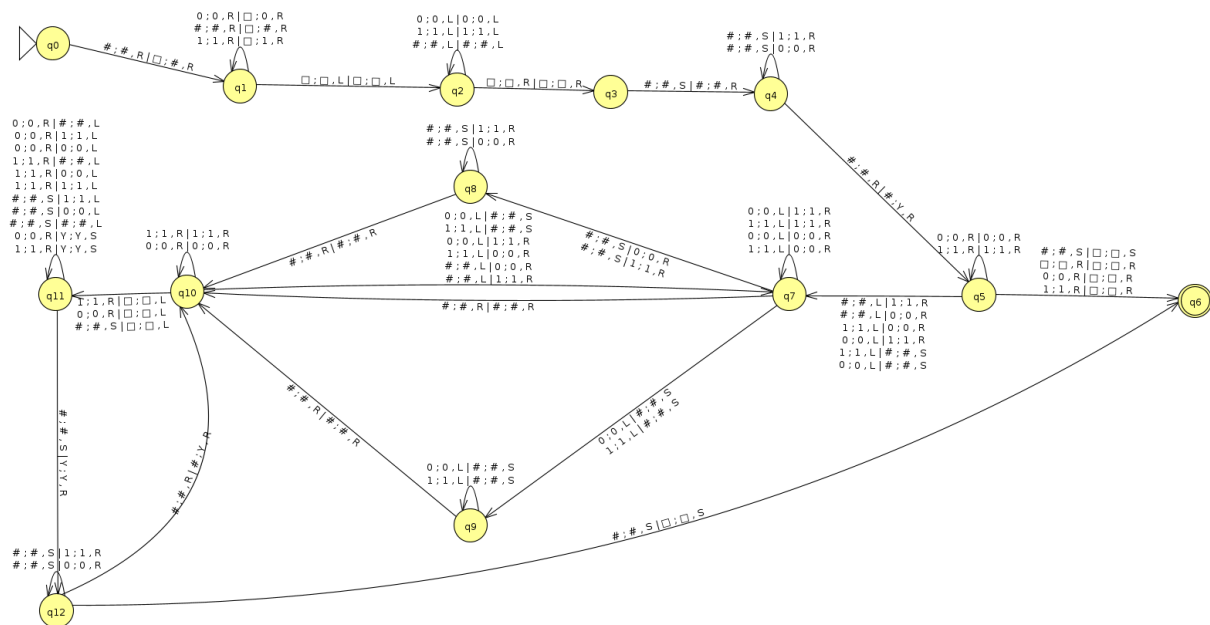 0;0,R|□;0,R
#;#,R|□;#,R
1;1,R|□;1,R
0;0,L|0;0,L
1;1,L|1;1,L
#;#,L|#;#,L
#;#,S|1;1,R
#;#,S|0;0,R
q0
#;#,R|□;#,R
q1
□;□,L|□;□,L
q2
□;□,R|□;□,R
q3
#;#,S|#;#,R
q4
0;0,R|#;#,L
0;0,R|1;1,L
0;0,R|0;0,L
1;1,R|#;#,L
1;1,R|0;0,L
1;1,R|1;1,L
#;#,S|1;1,L
#;#,S|0;0,L
#;#,S|#;#,L
0;0,R|Y;Y,S
1;1,R|Y;Y,S
#;#,S|1;1,R
#;#,S|0;0,R
q8
#;#,R|#;Y,R
1;1,R|1;1,R
0;0,R|0;0,R
#;#,R|#;#,R
0;0,L|#;#,S
1;1,L|#;#,S
0;0,L|1;1,R
1;1,L|0;0,R
#;#,L|0;0,R
#;#,L|1;1,R
#;#,S|0;0,R
#;#,S|1;1,R
0;0,L|1;1,R
1;1,L|1;1,R
0;0,L|0;0,R
1;1,L|0;0,R
0;0,R|0;0,R
1;1,R|1;1,R
#;#,S|□;□,S
□;□,R|□;□,R
0;0,R|□;□,R
1;1,R|□;□,R
q11
1;1,R|□;□,L
0;0,R|□;□,L
#;#,S|□;□,L
q10
#;#,R|#;#,R
q7
#;#,L|1;1,R
#;#,L|0;0,R
1;1,L|0;0,R
0;0,L|1;1,R
1;1,L|#;#,S
0;0,L|#;#,S
q5
q6
#;#,S|Y;Y,R
#;#,R|#;Y,R
#;#,R|#;#,R
0;0,L|#;#,S
1;1,L|#;#,S
0;0,L|#;#,S
1;1,L|#;#,S
q9
#;#,S|□;□,S
#;#,S|1;1,R
#;#,S|0;0,R
q12